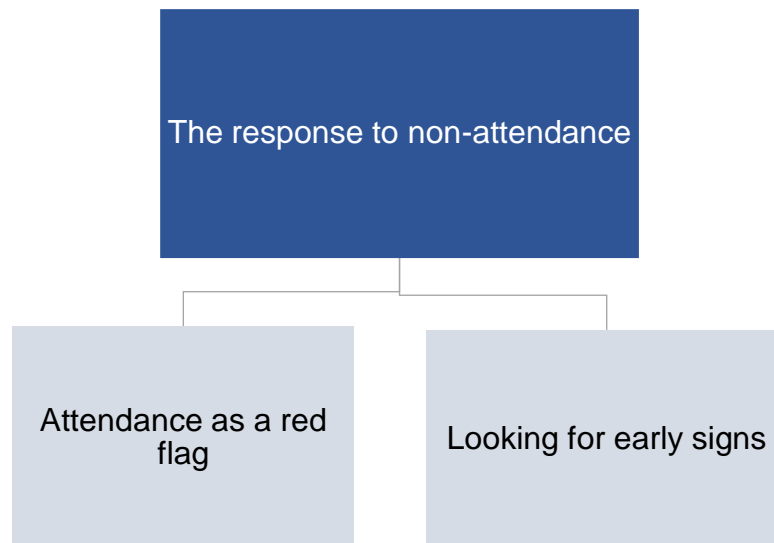 The response to non-attendance
Attendance as a red
flag
Looking for early signs